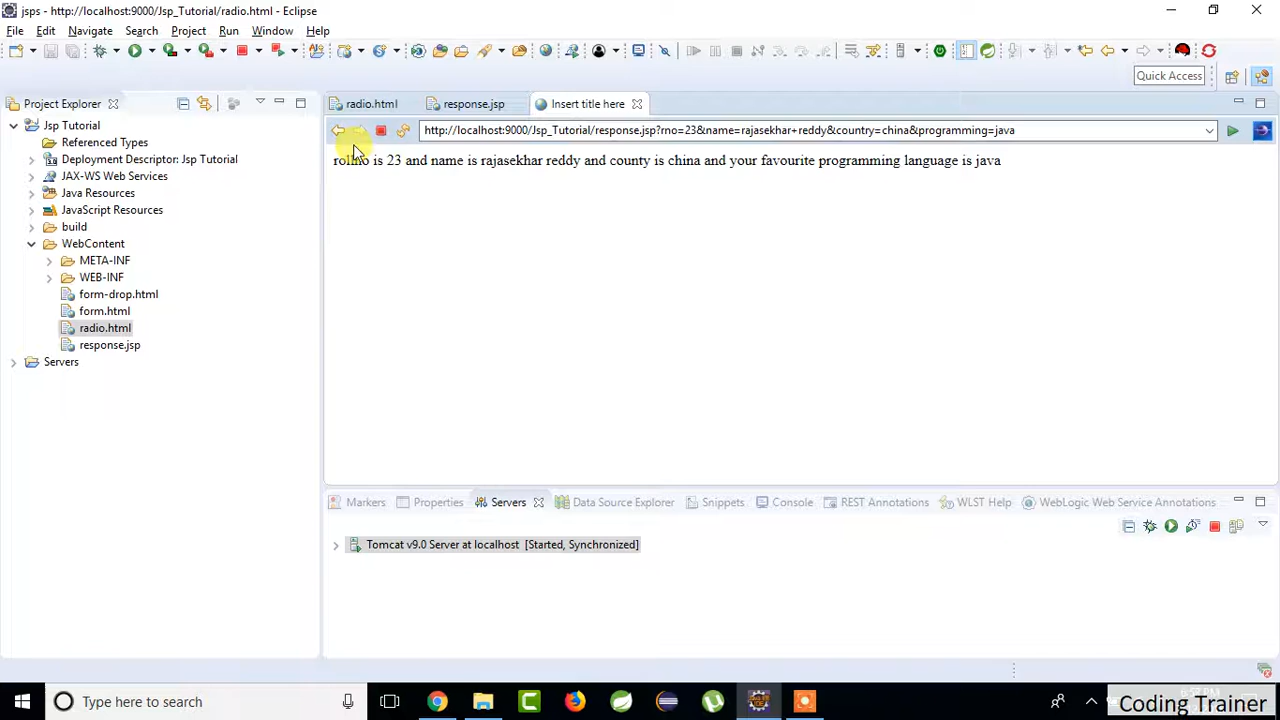 jsps - http://localhost:9000/Jsp_Tutorial/radio.html - Eclipse
File Edit Navigate Search Project Run Window Help
Quick Access
Project Explorer
radio.html
response.jsp
Insert title here
http://localhost:9000/Jsp_Tutorial/response.jsp?rno=23&name=rajasekhar+reddy&country=china&programming=java
rollno is 23 and name is rajasekhar reddy and county is china and your favourite programming language is java
Jsp Tutorial
Referenced Types
Deployment Descriptor: Jsp Tutorial
JAX-WS Web Services
Java Resources
JavaScript Resources
build
WebContent
META-INF
WEB-INF
form-drop.html
form.html
radio.html
response.jsp
Servers
Markers Properties Servers Data Source Explorer Snippets Console REST Annotations WLST Help WebLogic Web Service Annotations
Tomcat v9.0 Server at localhost [Started, Synchronized]
Type here to search
Coding Trainer